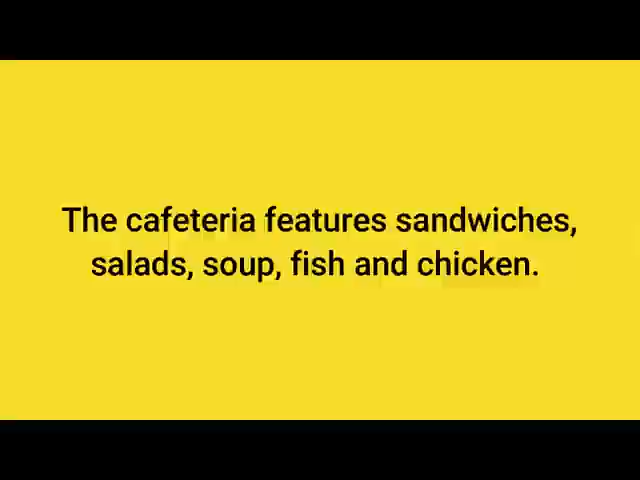 The cafeteria features sandwiches,
salads, soup, fish and chicken.